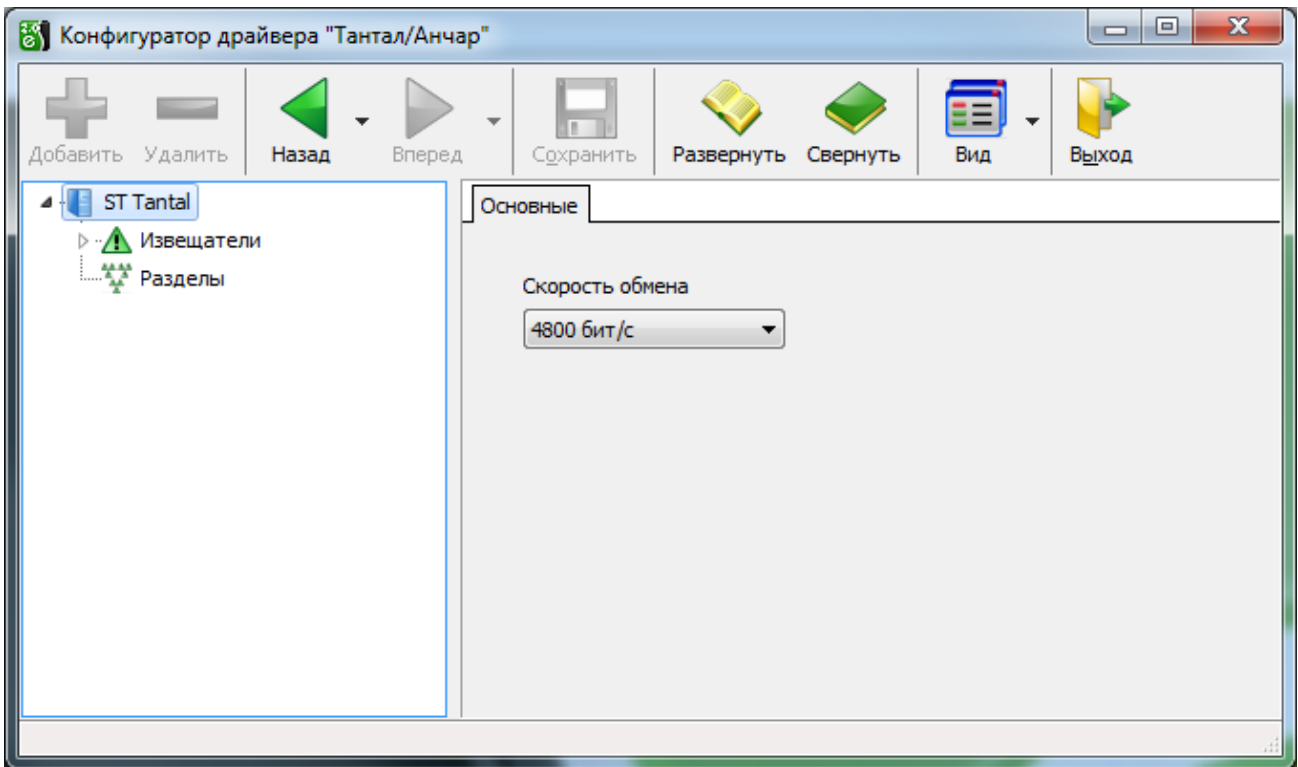 Конфигуратор драйвера "Тантал/Анчар"
Добавить Удалить Назад Вперед Сохранить Развернуть Свернуть Вид Выход
ST Tantal
Извещатели
Разделы
Основные
Скорость обмена
4800 бит/с